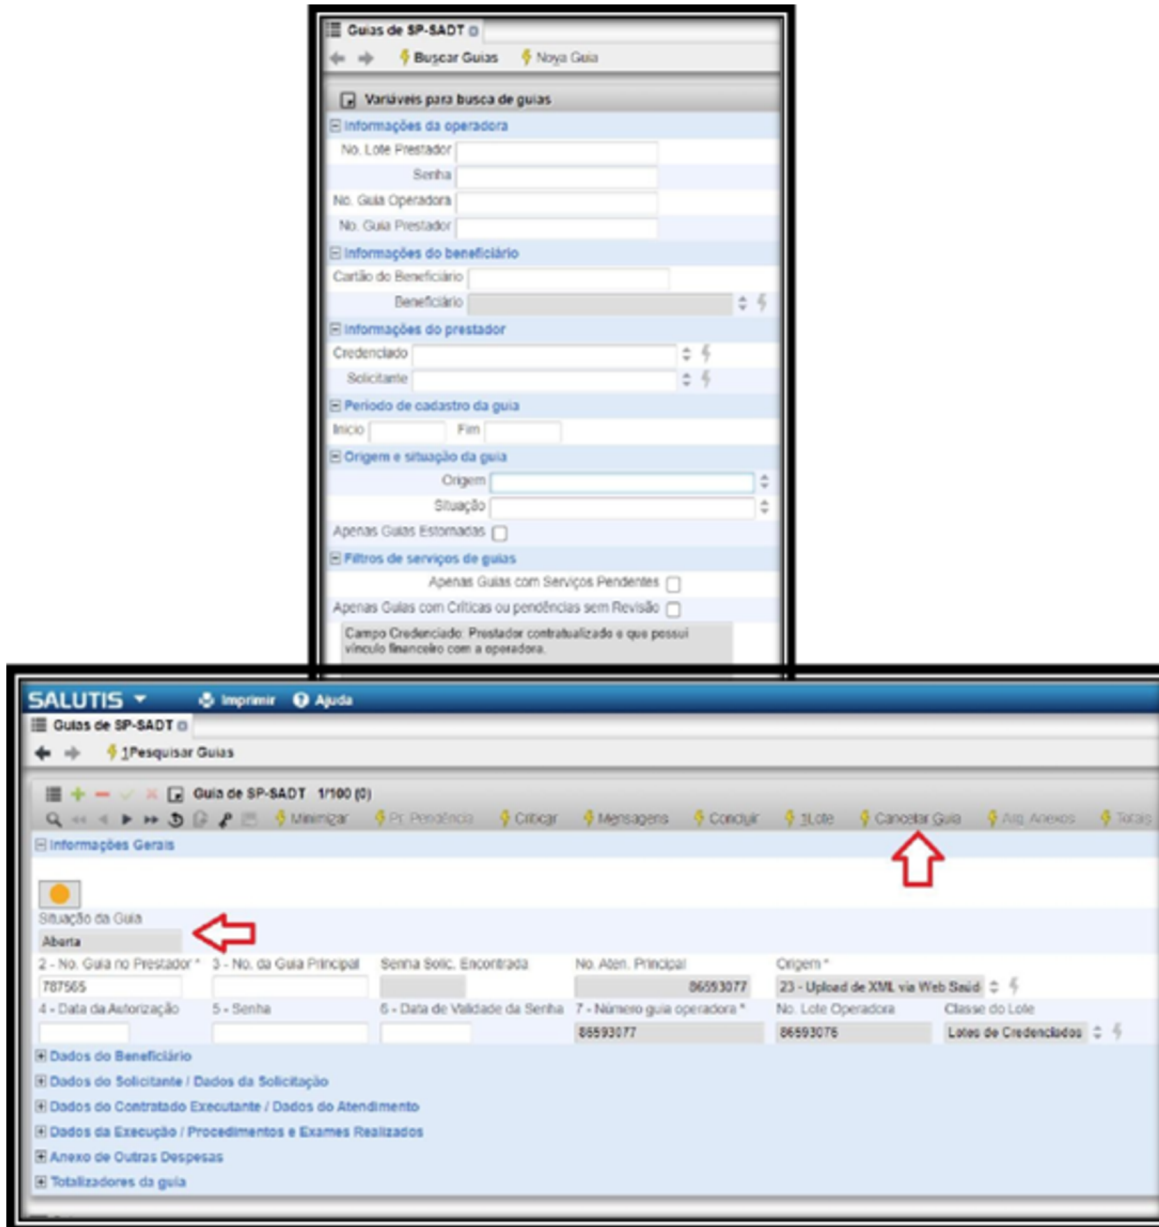 Guias de SP-SADT
Buscar Guias Nova Guia
Variáveis para busca de guias
Informações da operadora
No. Lote Prestador
Senha
No. Guia Operadora
No. Guia Prestador
Informações do beneficiário
Cartão do Beneficiário
Beneficiário
Informações do prestador
Credenciado
Solicitante
Período de cadastro da guia
Início Fim
Origem e situação da guia
Origem
Situação
Apenas Guias Estornadas
Filtros de serviços de guias
Apenas Guias com Serviços Pendentes
Apenas Guias com Críticas ou pendências sem Revisão
Campo Credenciado: Prestador contratualizado e que possui
vínculo financeiro com a operadora.
SALUTIS Imprimir Ajuda
Guias de SP-SADT
1Pesquisar Guias
Guia de SP-SADT 1/100 (0)
Minimizar Pr. Pendência Criticar Mensagens Concluir 1Lote Cancelar Guia Arq. Anexos Totais
Informações Gerais
Situação da Guia
Aberta
2 - No. Guia no Prestador * 3 - No. da Guia Principal Senha Solic. Encontrada No. Aten. Principal Origem *
787565 86593077 23 - Upload de XML via Web Saúd
4 - Data da Autorização 5 - Senha 6 - Data de Validade da Senha 7 - Número guia operadora * No. Lote Operadora Classe do Lote
86593077 86593076 Lotes de Credenciados
Dados do Beneficiário
Dados do Solicitante / Dados da Solicitação
Dados do Contratado Executante / Dados do Atendimento
Dados da Execução / Procedimentos e Exames Realizados
Anexo de Outras Despesas
Totalizadores da guia